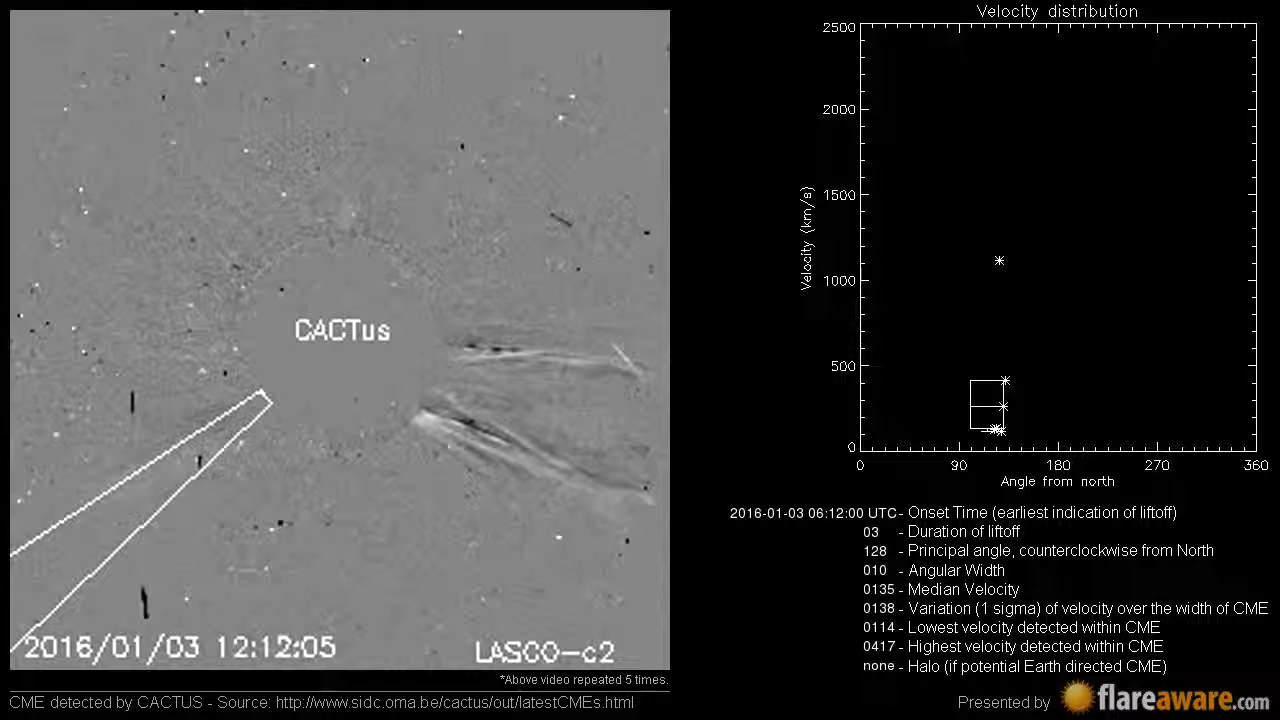 Velocity distribution
2500
2000
1500
1000
500
0
Velocity (km/s)
0 90 180 270 360
Angle from north
CACTus
2016/01/03 12:12:05
LASCO-c2
*Above video repeated 5 times.
CME detected by CACTUS - Source: http://www.sidc.oma.be/cactus/out/latestCMEs.html
2016-01-03 06:12:00 UTC - Onset Time (earliest indication of liftoff)
03 - Duration of liftoff
128 - Principal angle, counterclockwise from North
010 - Angular Width
0135 - Median Velocity
0138 - Variation (1 sigma) of velocity over the width of CME
0114 - Lowest velocity detected within CME
0417 - Highest velocity detected within CME
none - Halo (if potential Earth directed CME)
Presented by flareaware.com